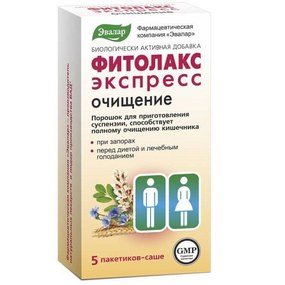 Эвалар
Фармацевтическая
компания «Эвалар»
БИОЛОГИЧЕСКИ АКТИВНАЯ ДОБАВКА
ФИТОЛАКС
ЭКСПРЕСС
ОЧИЩЕНИЕ
Порошок для приготовления
суспензии, способствует
полному очищению кишечника
• при запорах
• перед диетой и лечебным
голоданием
5 пакетиков-саше
GMP